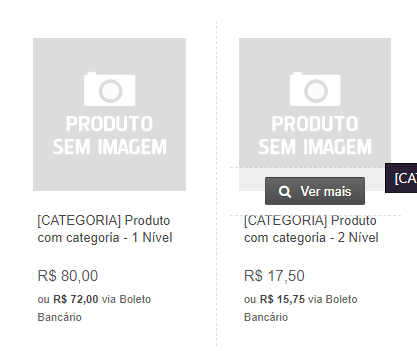 PRODUTO
SEM IMAGEM
[CATEGORIA] Produto
com categoria - 1 Nível
R$ 80,00
ou R$ 72,00 via Boleto
Bancário
PRODUTO
SEM IMAGEM
[CA
Ver mais
[CATEGORIA] Produto
com categoria - 2 Nível
R$ 17,50
ou R$ 15,75 via Boleto
Bancário